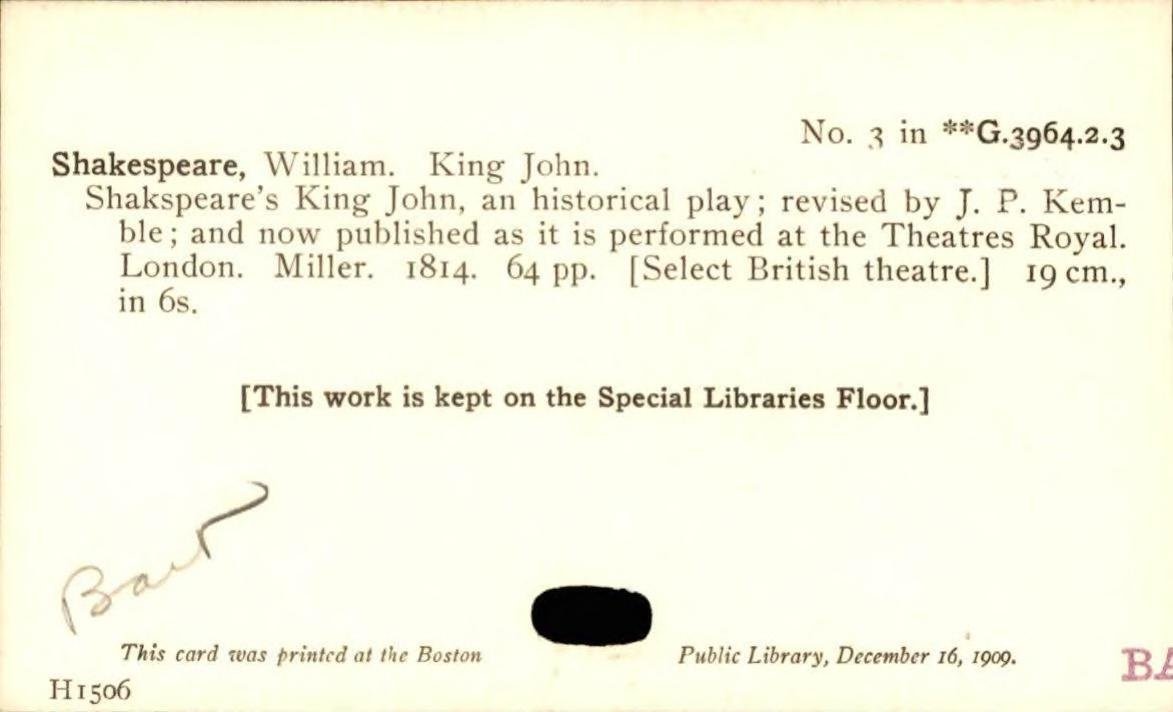 No. 3 in **G.3964.2.3
Shakespeare, William. King John.
Shakspeare's King John, an historical play; revised by J. P. Kem-
ble; and now published as it is performed at the Theatres Royal.
London. Miller. 1814. 64 pp. [Select British theatre.] 19 cm.,
in 6s.
[This work is kept on the Special Libraries Floor.]
This card was printed at the Boston Public Library, December 16, 1909.
BA
H1506